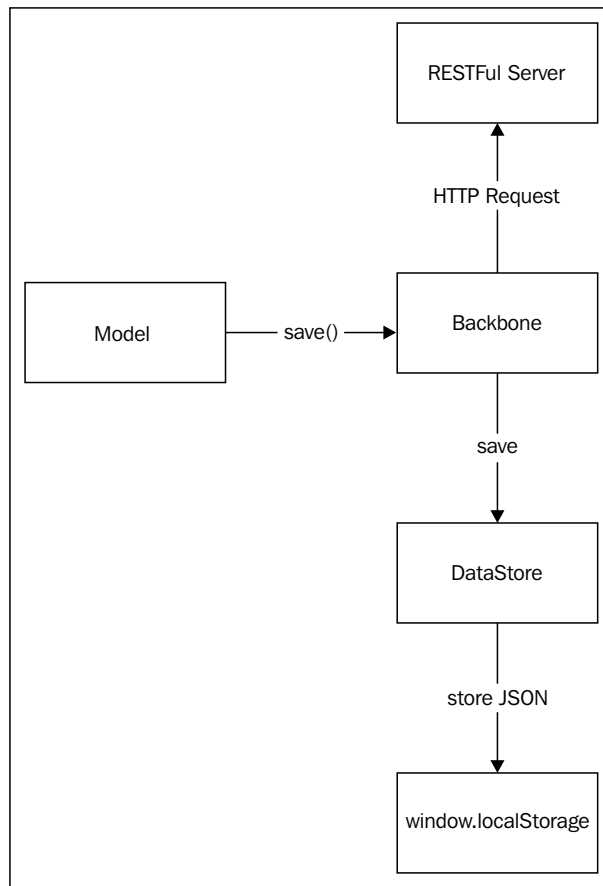 RESTFul Server
HTTP Request
Model
save()
Backbone
save
DataStore
store JSON
window.localStorage